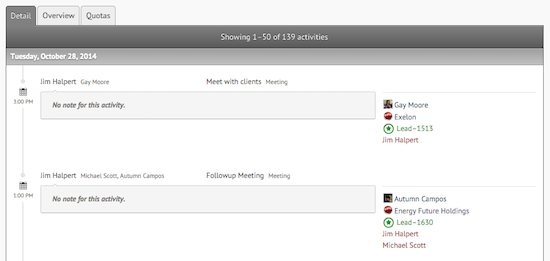 Detail Overview Quotas
Showing 1–50 of 139 activities
Tuesday, October 28, 2014
Jim Halpert Gay Moore Meet with clients Meeting
3:00 PM
No note for this activity.
Gay Moore
Exelon
Lead–1513
Jim Halpert
Jim Halpert Michael Scott, Autumn Campos Followup Meeting Meeting
1:00 PM
No note for this activity.
Autumn Campos
Energy Future Holdings
Lead–1630
Jim Halpert
Michael Scott